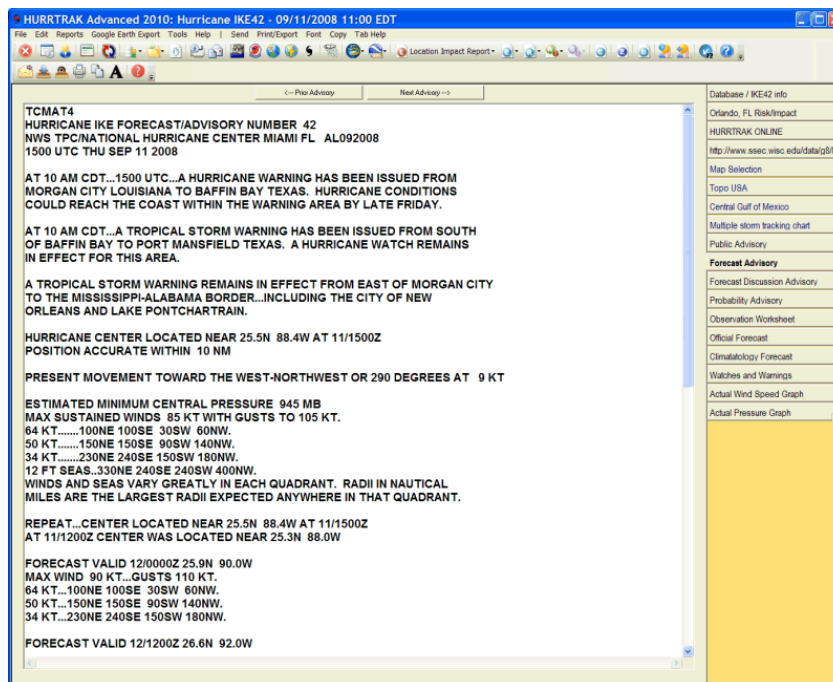 HURRTRAK Advanced 2010: Hurricane IKE42 - 09/11/2008 11:00 EDT
File Edit Reports Google Earth Export Tools Help | Send Print/Export Font Copy Tab Help
Location Impact Report
<-- Prior Advisory Next Advisory -->
TCMAT4
HURRICANE IKE FORECAST/ADVISORY NUMBER 42
NWS TPC/NATIONAL HURRICANE CENTER MIAMI FL AL092008
1500 UTC THU SEP 11 2008
AT 10 AM CDT...1500 UTC...A HURRICANE WARNING HAS BEEN ISSUED FROM
MORGAN CITY LOUISIANA TO BAFFIN BAY TEXAS. HURRICANE CONDITIONS
COULD REACH THE COAST WITHIN THE WARNING AREA BY LATE FRIDAY.
AT 10 AM CDT...A TROPICAL STORM WARNING HAS BEEN ISSUED FROM SOUTH
OF BAFFIN BAY TO PORT MANSFIELD TEXAS. A HURRICANE WATCH REMAINS
IN EFFECT FOR THIS AREA.
A TROPICAL STORM WARNING REMAINS IN EFFECT FROM EAST OF MORGAN CITY
TO THE MISSISSIPPI-ALABAMA BORDER...INCLUDING THE CITY OF NEW
ORLEANS AND LAKE PONTCHARTRAIN.
HURRICANE CENTER LOCATED NEAR 25.5N 88.4W AT 11/1500Z
POSITION ACCURATE WITHIN 10 NM
PRESENT MOVEMENT TOWARD THE WEST-NORTHWEST OR 290 DEGREES AT 9 KT
ESTIMATED MINIMUM CENTRAL PRESSURE 945 MB
MAX SUSTAINED WINDS 85 KT WITH GUSTS TO 105 KT.
64 KT.......100NE 100SE 30SW 60NW.
50 KT.......150NE 150SE 90SW 140NW.
34 KT.......230NE 240SE 150SW 180NW.
12 FT SEAS..330NE 240SE 240SW 400NW.
WINDS AND SEAS VARY GREATLY IN EACH QUADRANT. RADII IN NAUTICAL
MILES ARE THE LARGEST RADII EXPECTED ANYWHERE IN THAT QUADRANT.
REPEAT...CENTER LOCATED NEAR 25.5N 88.4W AT 11/1500Z
AT 11/1200Z CENTER WAS LOCATED NEAR 25.3N 88.0W
FORECAST VALID 12/0000Z 25.9N 90.0W
MAX WIND 90 KT...GUSTS 110 KT.
64 KT...100NE 100SE 30SW 60NW.
50 KT...150NE 150SE 90SW 140NW.
34 KT...230NE 240SE 150SW 180NW.
FORECAST VALID 12/1200Z 26.6N 92.0W
Database / IKE42 info
Orlando, FL Risk/Impact
HURRTRAK ONLINE
http://www.ssec.wisc.edu/data/g8/
Map Selection
Topo USA
Central Gulf of Mexico
Multiple storm tracking chart
Public Advisory
Forecast Advisory
Forecast Discussion Advisory
Probability Advisory
Observation Worksheet
Official Forecast
Climatatology Forecast
Watches and Warnings
Actual Wind Speed Graph
Actual Pressure Graph